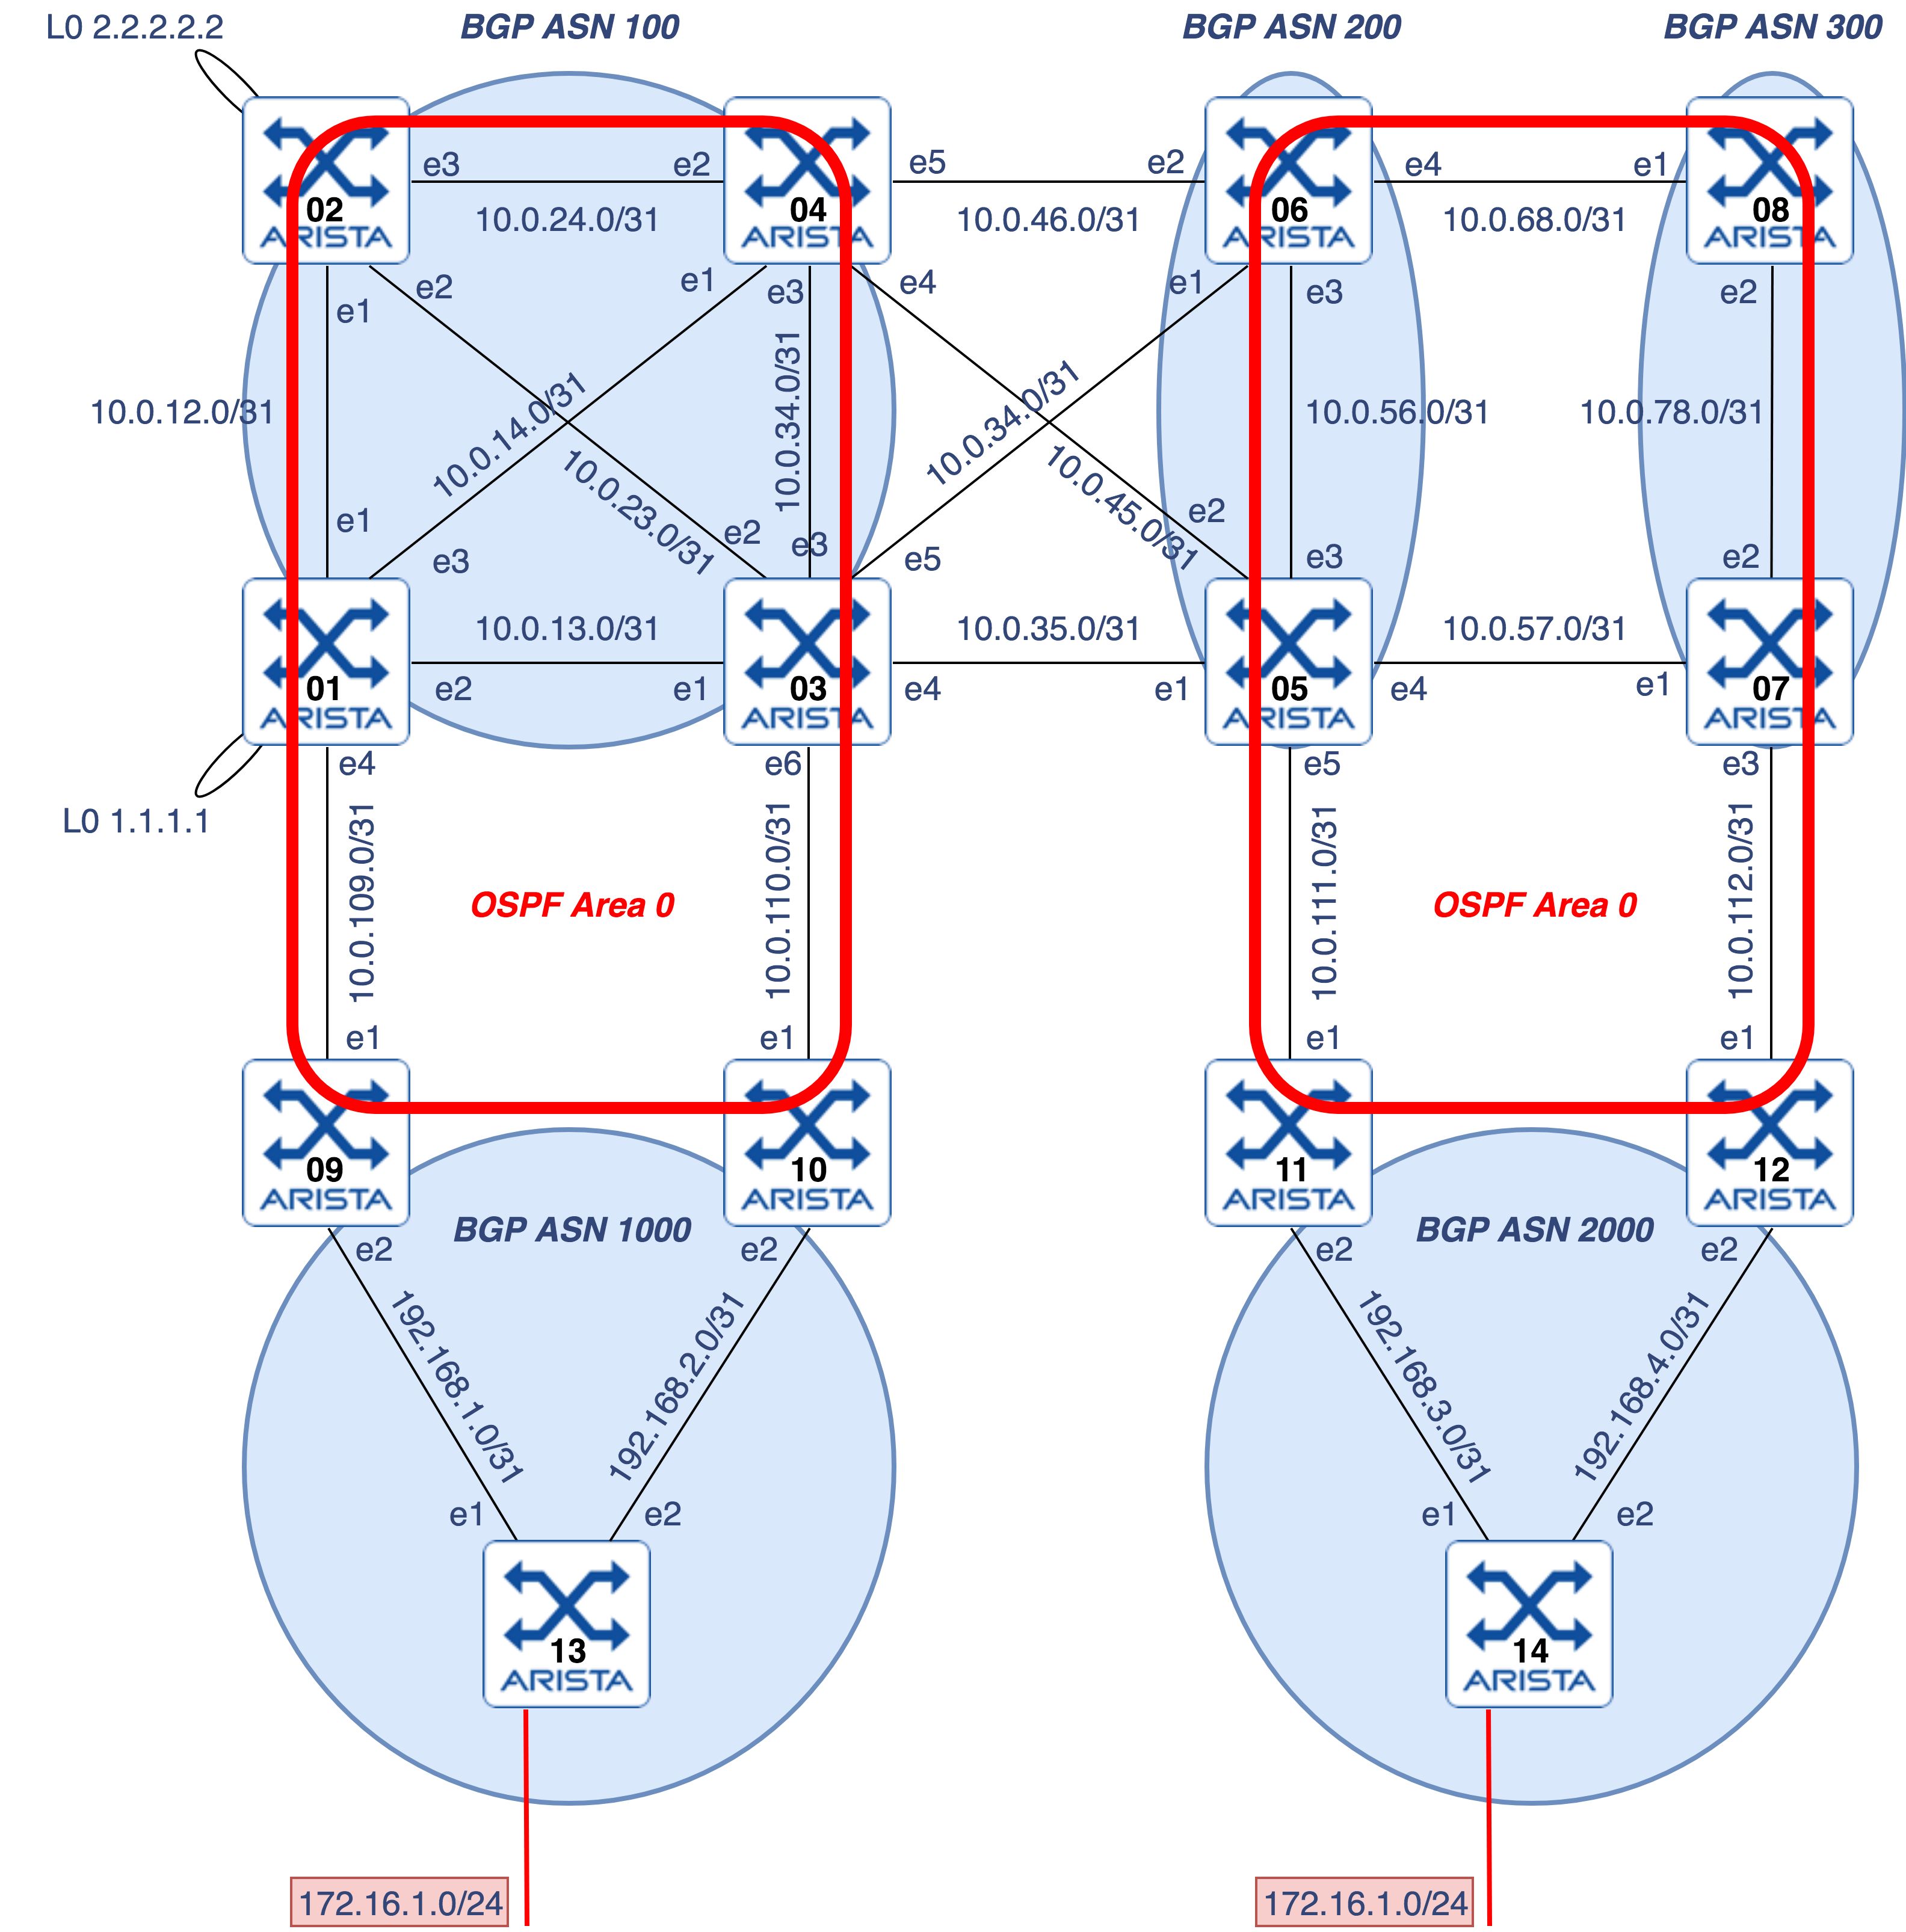 L0 2.2.2.2.2
BGP ASN 100
BGP ASN 200
BGP ASN 300
02
ARISTA
e3
e2
10.0.24.0/31
04
ARISTA
e5
e2
10.0.46.0/31
06
ARISTA
e4
e1
10.0.68.0/31
08
ARISTA
e1
e2
e1
e3
e4
e1
e3
e2
10.0.12.0/31
10.0.14.0/31
10.0.23.0/31
10.0.34.0/31
10.0.34.0/31
10.0.45.0/31
10.0.56.0/31
10.0.78.0/31
e1
e3
e2
e3
e5
e2
e3
e2
01
ARISTA
10.0.13.0/31
e2
e1
03
ARISTA
10.0.35.0/31
e4
e1
05
ARISTA
10.0.57.0/31
e4
e1
07
ARISTA
L0 1.1.1.1
e4
e6
e5
e3
10.0.109.0/31
OSPF Area 0
10.0.110.0/31
10.0.111.0/31
OSPF Area 0
10.0.112.0/31
e1
e1
e1
e1
09
ARISTA
10
ARISTA
11
ARISTA
12
ARISTA
BGP ASN 1000
BGP ASN 2000
e2
e2
e2
e2
192.168.1.0/31
192.168.2.0/31
192.168.3.0/31
192.168.4.0/31
e1
e2
e1
e2
13
ARISTA
14
ARISTA
172.16.1.0/24
172.16.1.0/24